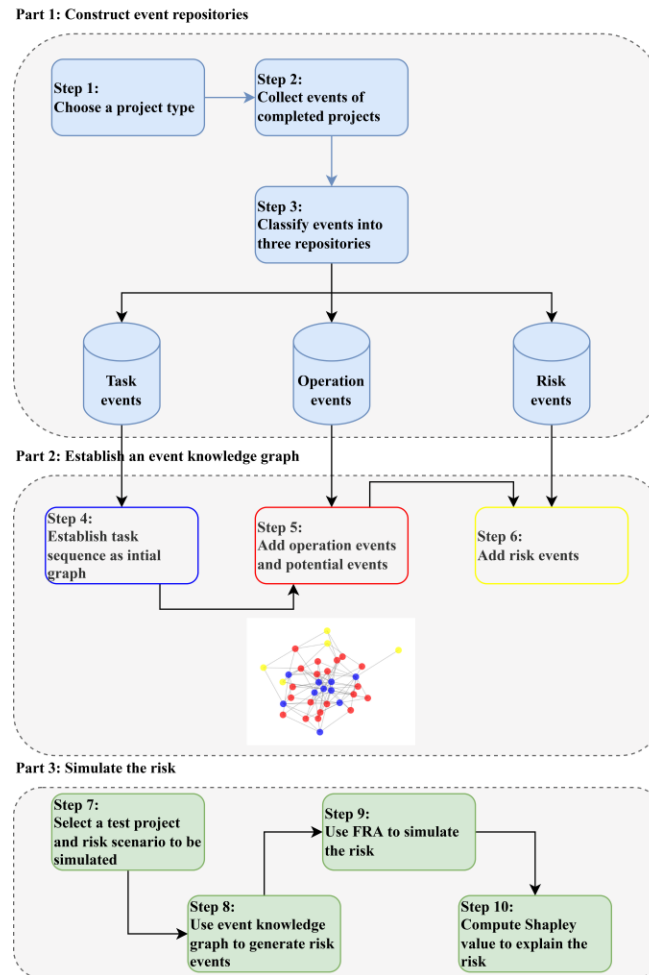 Part 1: Construct event repositories
Step 1:
Choose a project type
Step 2:
Collect events of
completed projects
Step 3:
Classify events into
three repositories
Task
events
Operation
events
Risk
events
Part 2: Establish an event knowledge graph
Step 4:
Establish task
sequence as intial
graph
Step 5:
Add operation events
and potential events
Step 6:
Add risk events
Part 3: Simulate the risk
Step 7:
Select a test project
and risk scenario to be
simulated
Step 8:
Use event knowledge
graph to generate risk
events
Step 9:
Use FRA to simulate
the risk
Step 10:
Compute Shapley
value to explain the
risk